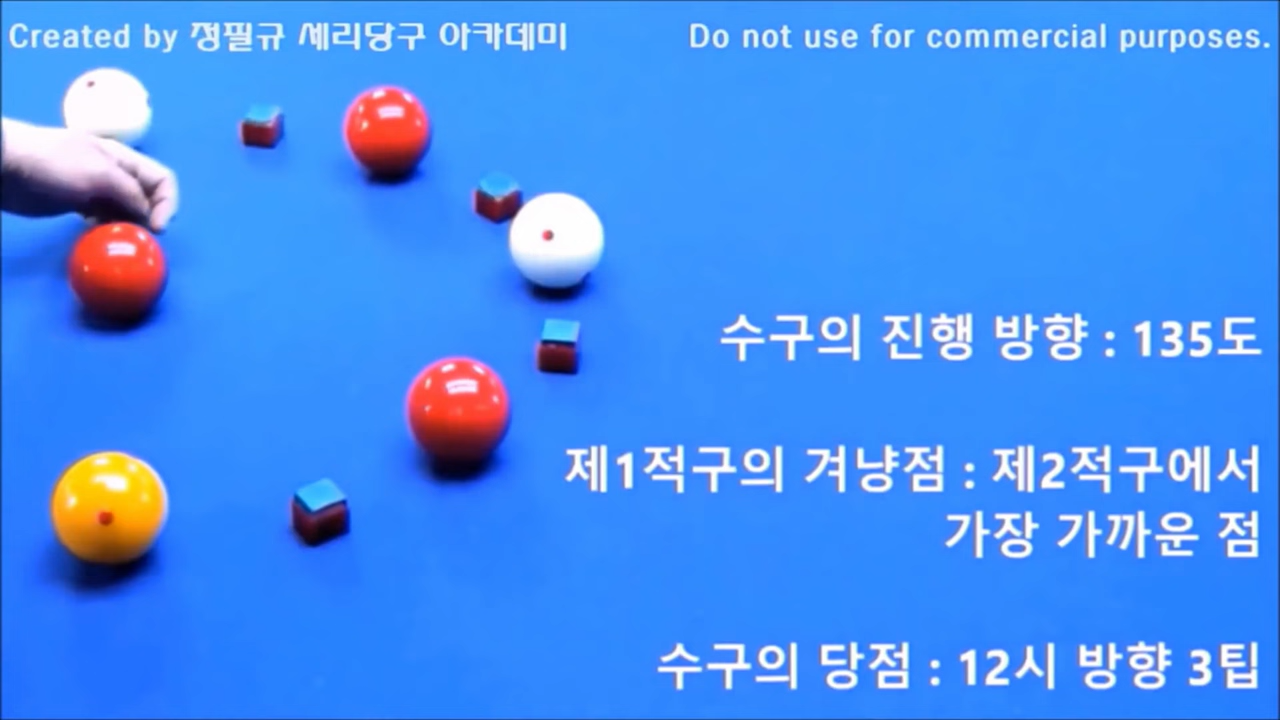 Created by 정필규 세리당구 아카데미
Do not use for commercial purposes.
수구의 진행 방향 : 135도
제1적구의 겨냥점 : 제2적구에서
가장 가까운 점
수구의 당점 : 12시 방향 3팁